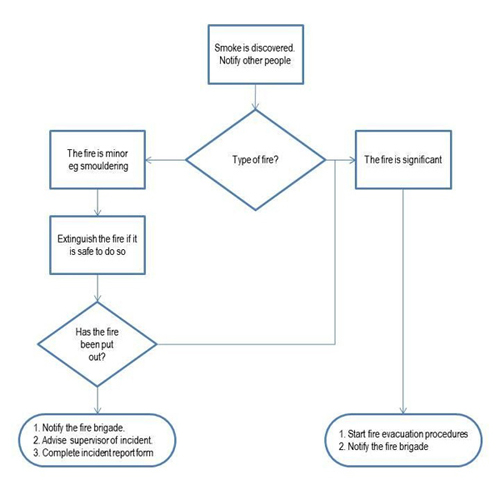 Smoke is discovered.
Notify other people
Type of fire?
The fire is minor
eg smouldering
The fire is significant
Extinguish the fire if it
is safe to do so
Has the fire
been put
out?
1. Notify the fire brigade.
2. Advise supervisor of incident.
3. Complete incident report form
1. Start fire evacuation procedures
2. Notify the fire brigade